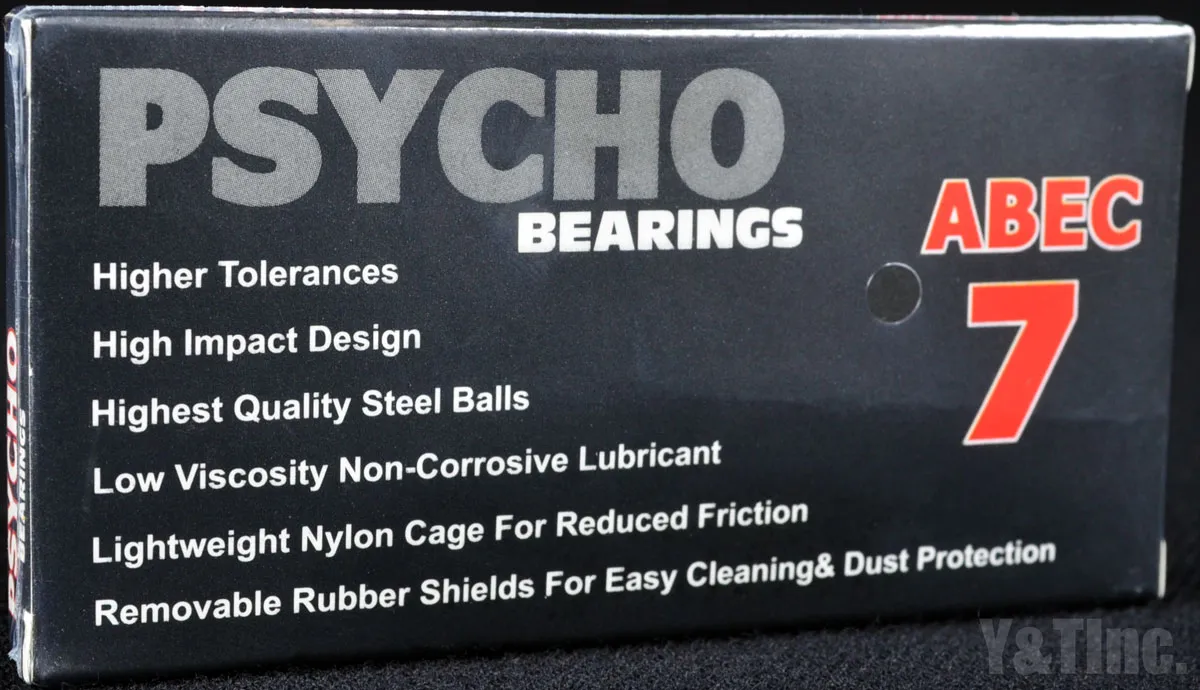 PSYCHO
BEARINGS
ABEC
7
Higher Tolerances
High Impact Design
Highest Quality Steel Balls
Low Viscosity Non-Corrosive Lubricant
Lightweight Nylon Cage For Reduced Friction
Removable Rubber Shields For Easy Cleaning& Dust Protection
PSYCHO
BEARINGS
Y&TInc.